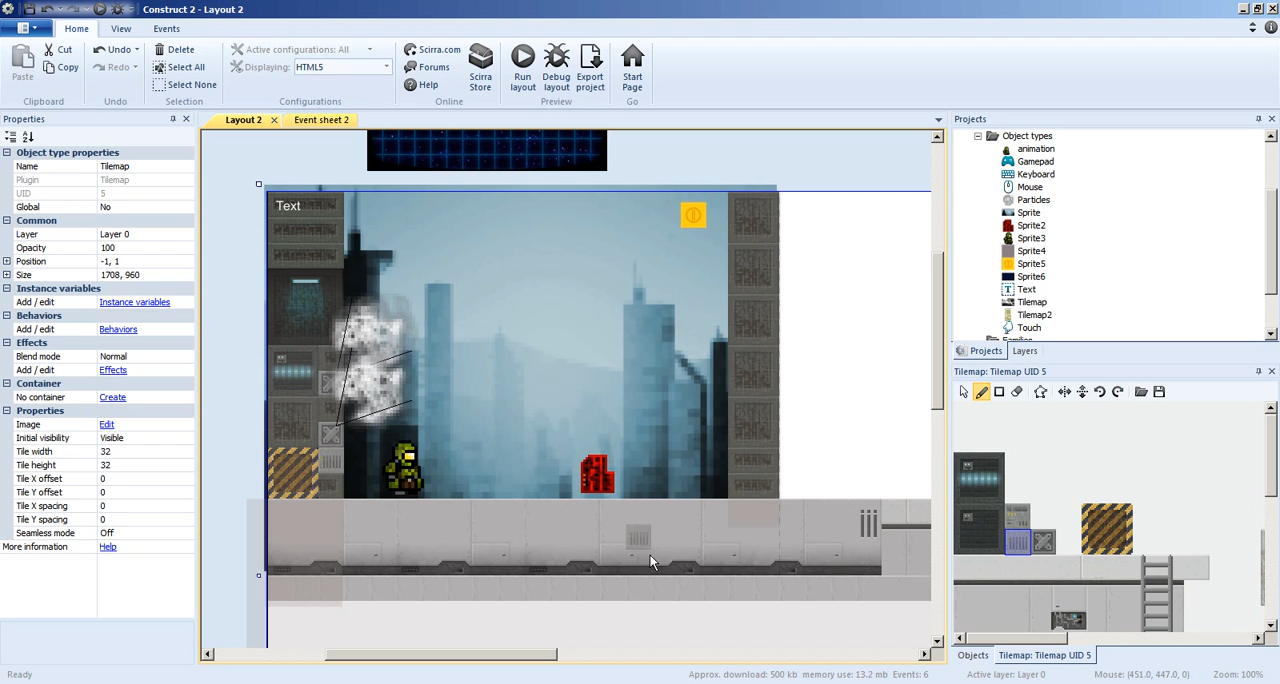 Construct 2 - Layout 2
Home View Events
Paste
Cut
Copy
Undo
Redo
Delete
Select All
Select None
Active configurations: All
Displaying: HTML5
Scirra.com
Forums
Help
Scirra Store
Run layout
Debug layout
Export project
Start Page
Clipboard Undo Selection Configurations Online Preview Go
Properties
Object type properties
Name Tilemap
Plugin Tilemap
UID 5
Global No
Common
Layer Layer 0
Opacity 100
Position -1, 1
Size 1708, 960
Instance variables
Add / edit Instance variables
Behaviors
Add / edit Behaviors
Effects
Blend mode Normal
Add / edit Effects
Container
No container Create
Properties
Image Edit
Initial visibility Visible
Tile width 32
Tile height 32
Tile X offset 0
Tile Y offset 0
Tile X spacing 0
Tile Y spacing 0
Seamless mode Off
More information Help
Layout 2 Event sheet 2
Text
Projects
Object types
animation
Gamepad
Keyboard
Mouse
Particles
Sprite
Sprite2
Sprite3
Sprite4
Sprite5
Sprite6
Text
Tilemap
Tilemap2
Touch
Families
Projects Layers
Tilemap: Tilemap UID 5
Objects Tilemap: Tilemap UID 5
Ready
Approx. download: 500 kb memory use: 13.2 mb Events: 6
Active layer: Layer 0 Mouse: (451.0, 447.0, 0) Zoom: 100%